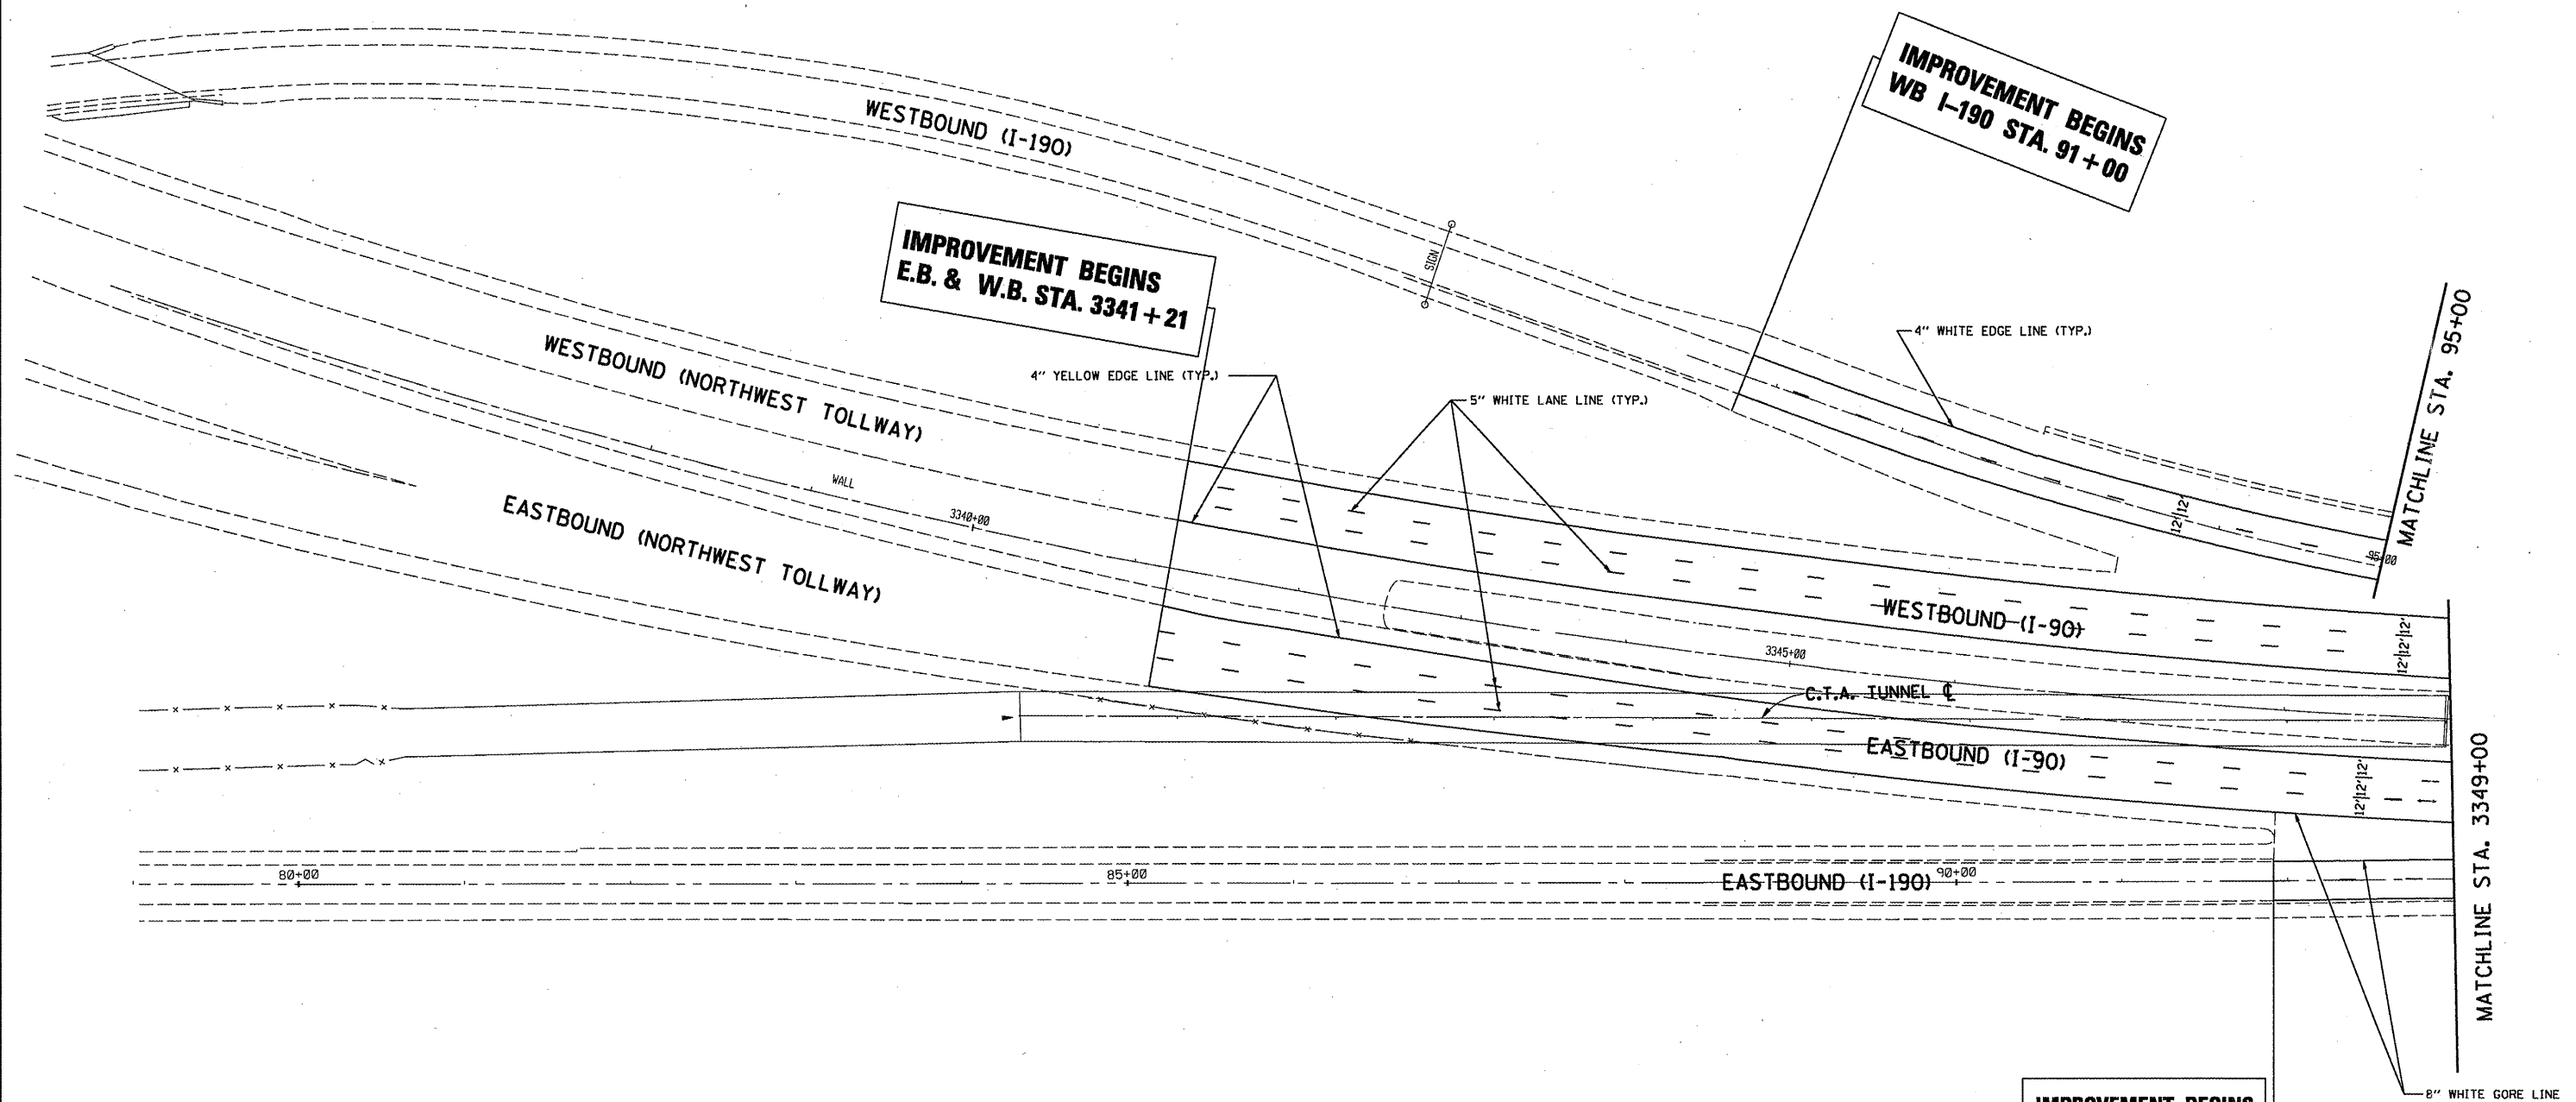 IMPROVEMENT BEGINS
WB I-190 STA. 91+00
WESTBOUND (I-190)
IMPROVEMENT BEGINS
E.B. & W.B. STA. 3341+21
SIGN
MATCHLINE STA. 95+00
4" WHITE EDGE LINE (TYP.)
WESTBOUND (NORTHWEST TOLLWAY)
4" YELLOW EDGE LINE (TYP.)
5" WHITE LANE LINE (TYP.)
WALL
3340+00
12' 12'
95+00
EASTBOUND (NORTHWEST TOLLWAY)
WESTBOUND (I-90)
12' 12' 12'
3345+00
C.T.A. TUNNEL ℄
EASTBOUND (I-90)
12' 12' 12'
MATCHLINE STA. 3349+00
80+00
85+00
90+00
EASTBOUND (I-190)
IMPROVEMENT BEGINS
8" WHITE GORE LINE